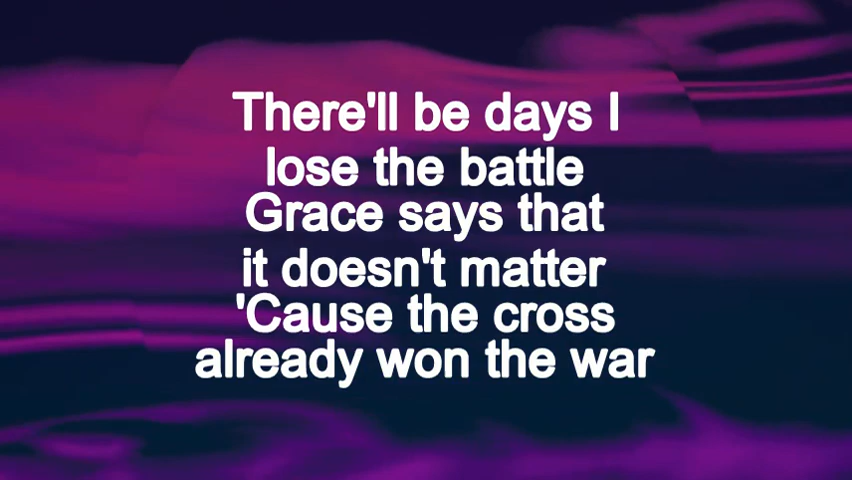 There'll be days I
lose the battle
Grace says that
it doesn't matter
'Cause the cross
already won the war